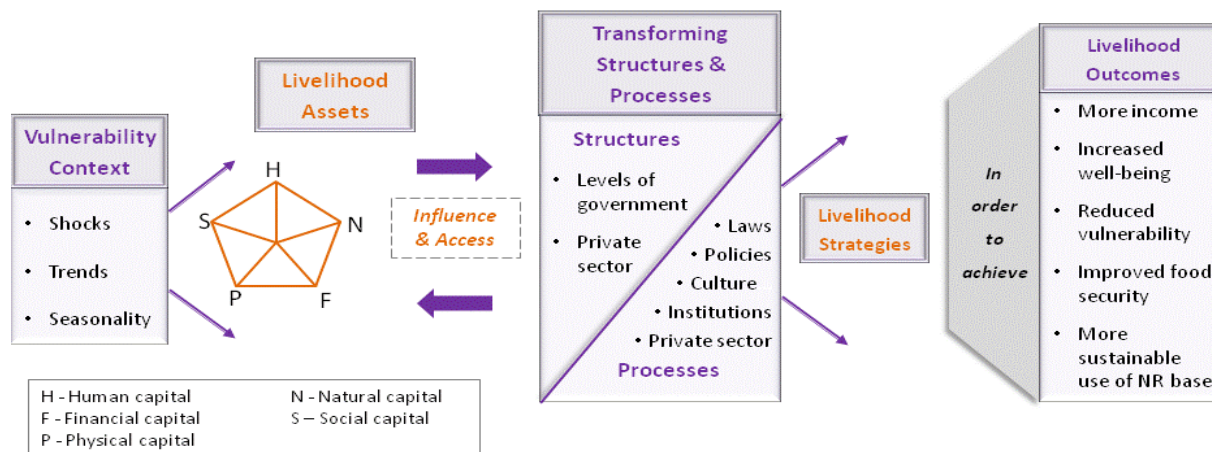 Vulnerability
Context
• Shocks
• Trends
• Seasonality
Livelihood
Assets
H
S
N
P
F
Influence
& Access
Transforming
Structures &
Processes
Structures
• Levels of
government
• Private
sector
• Laws
• Policies
• Culture
• Institutions
• Private sector
Processes
Livelihood
Strategies
In
order
to
achieve
Livelihood
Outcomes
• More income
• Increased
well-being
• Reduced
vulnerability
• Improved food
security
• More
sustainable
use of NR base
H - Human capital
N - Natural capital
F - Financial capital
S – Social capital
P - Physical capital